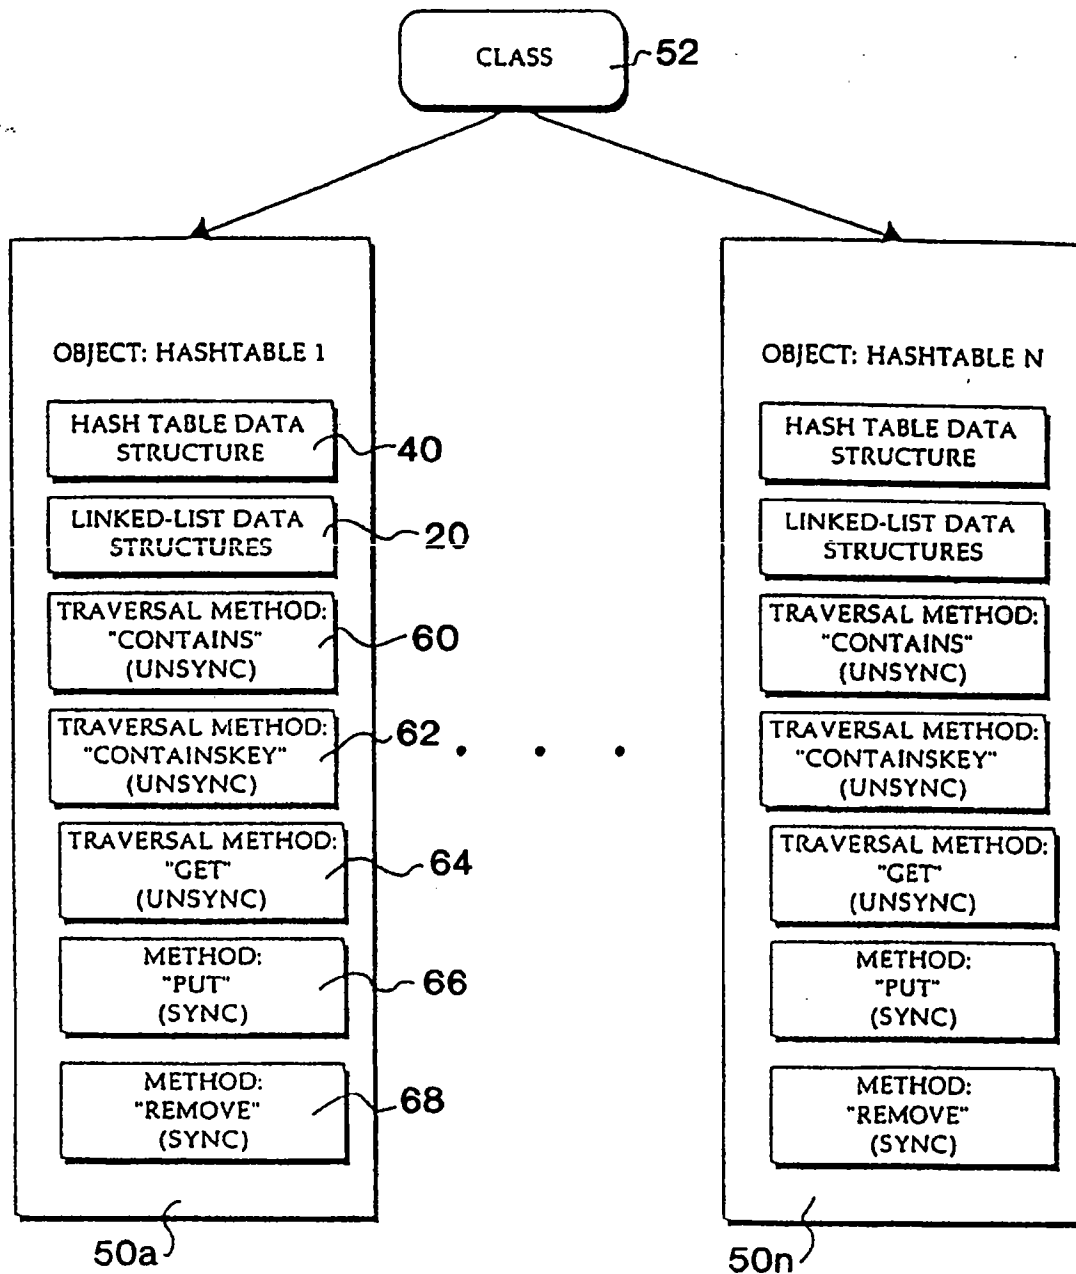 CLASS
52
OBJECT: HASHTABLE 1
HASH TABLE DATA
STRUCTURE
40
LINKED-LIST DATA
STRUCTURES
20
TRAVERSAL METHOD:
"CONTAINS"
(UNSYNC)
60
TRAVERSAL METHOD:
"CONTAINSKEY"
(UNSYNC)
62
TRAVERSAL METHOD:
"GET"
(UNSYNC)
64
METHOD:
"PUT"
(SYNC)
66
METHOD:
"REMOVE"
(SYNC)
68
50a
OBJECT: HASHTABLE N
HASH TABLE DATA
STRUCTURE
LINKED-LIST DATA
STRUCTURES
TRAVERSAL METHOD:
"CONTAINS"
(UNSYNC)
TRAVERSAL METHOD:
"CONTAINSKEY"
(UNSYNC)
TRAVERSAL METHOD:
"GET"
(UNSYNC)
METHOD:
"PUT"
(SYNC)
METHOD:
"REMOVE"
(SYNC)
50n